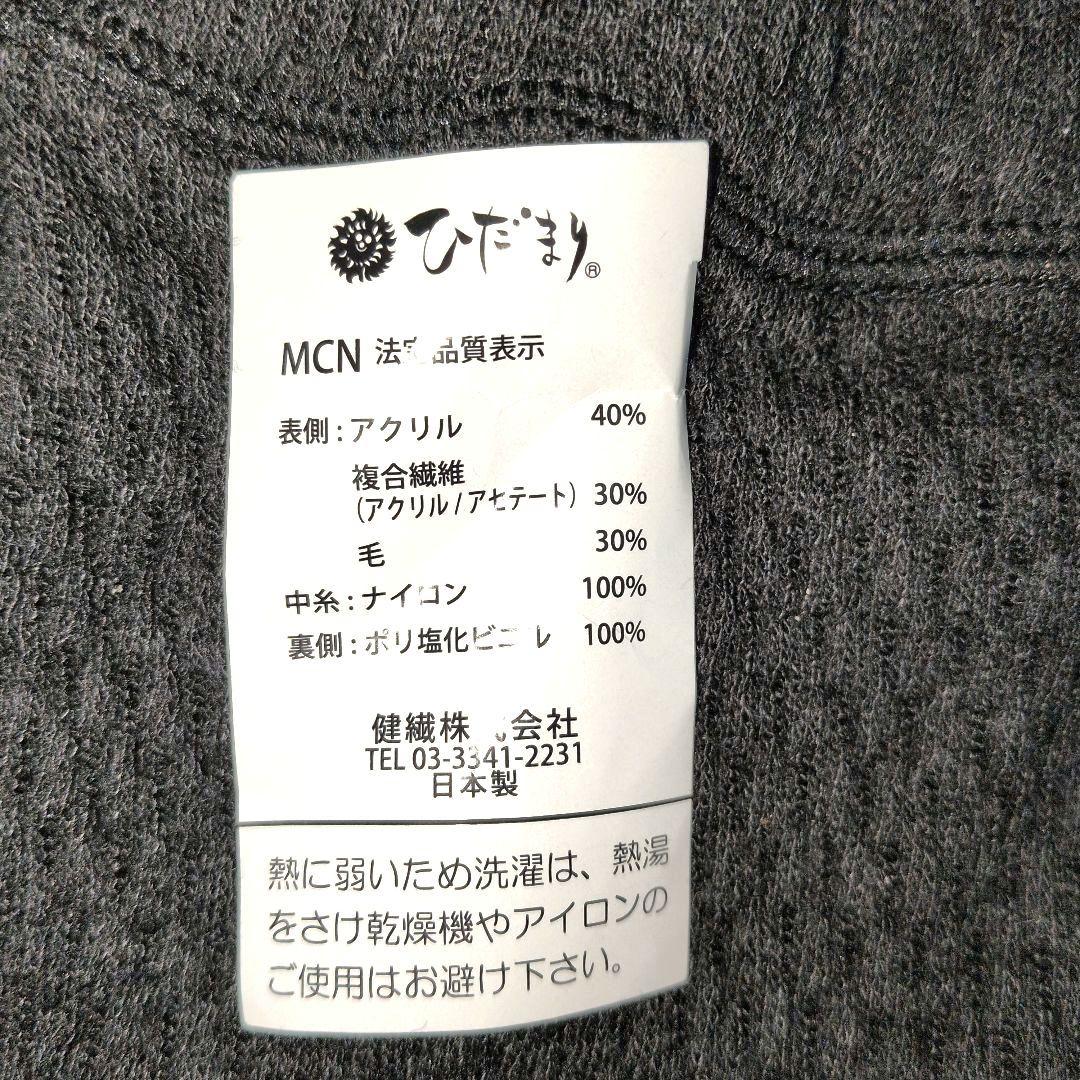 ひだまり®
MCN 法定品質表示
表側 : アクリル 40%
複合繊維
(アクリル / アセテート) 30%
毛 30%
中糸 : ナイロン 100%
裏側 : ポリ塩化ビニル 100%
健繊株式会社
TEL 03-3341-2231
日本製
熱に弱いため洗濯は、熱湯
をさけ乾燥機やアイロンの
ご使用はお避け下さい。